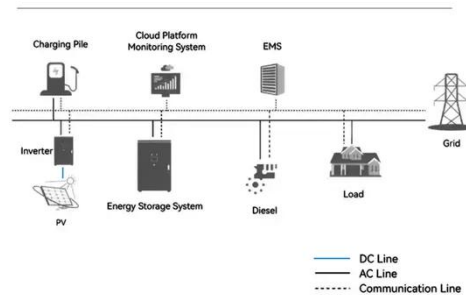 Charging Pile
Cloud Platform
Monitoring System
EMS
Grid
Inverter
PV
Energy Storage System
Diesel
Load
DC Line
AC Line
Communication Line